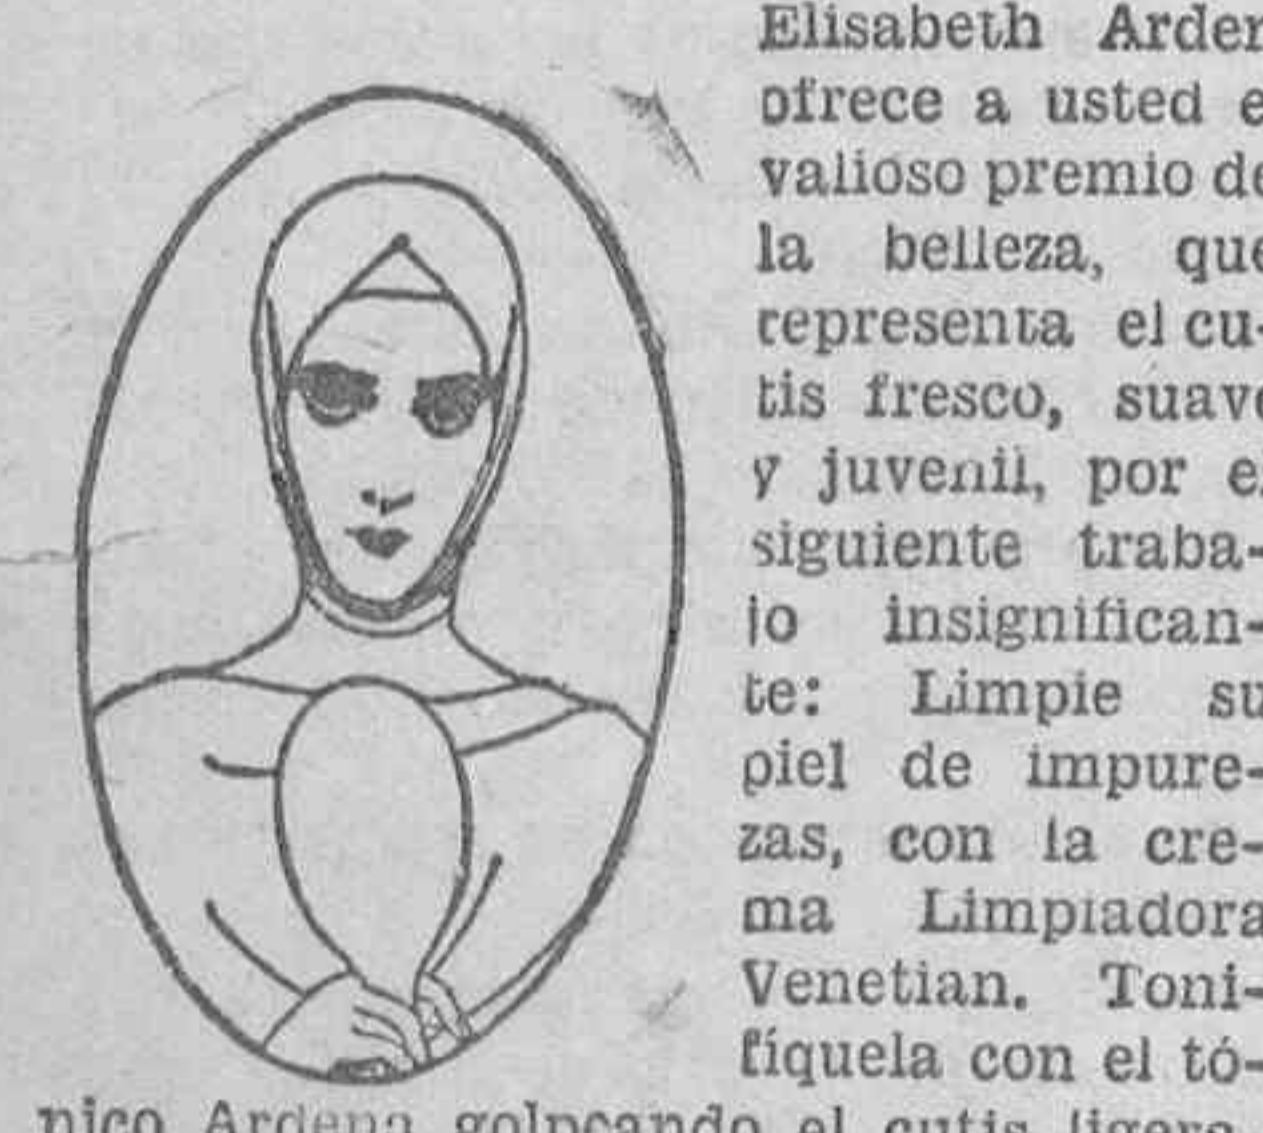 Elisabeth Arden
ofrece a usted e
valioso premio de
la belleza, que
representa el cu-
tis fresco, suave
y juvenil, por el
siguiente traba-
jo insignifican-
te: Limpie su
piel de impure-
zas, con la cre-
ma Limpiadora
Venetian. Toni-
fíquela con el tó-
nico Ardena golpeando el cutis ligera-